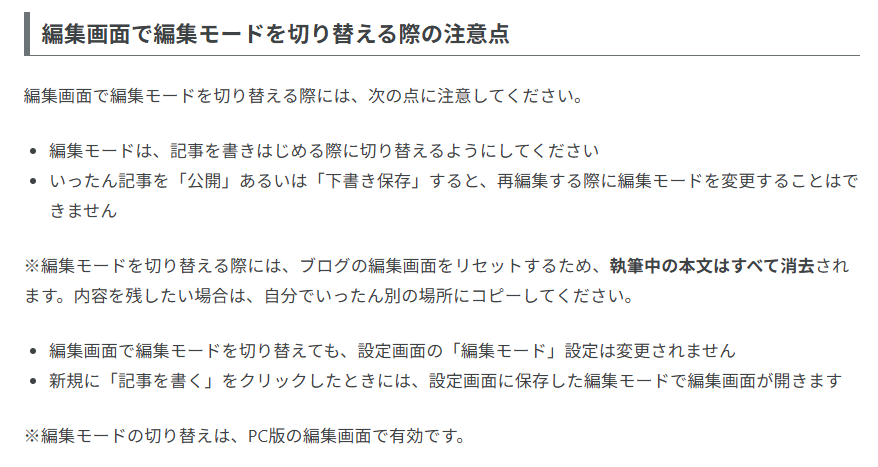 編集画面で編集モードを切り替える際の注意点
編集画面で編集モードを切り替える際には、次の点に注意してください。
• 編集モードは、記事を書きはじめる際に切り替えるようにしてください
• いったん記事を「公開」あるいは「下書き保存」すると、再編集する際に編集モードを変更することはで
きません
※編集モードを切り替える際には、ブログの編集画面をリセットするため、執筆中の本文はすべて消去され
ます。内容を残したい場合は、自分でいったん別の場所にコピーしてください。
• 編集画面で編集モードを切り替えても、設定画面の「編集モード」設定は変更されません
• 新規に「記事を書く」をクリックしたときには、設定画面に保存した編集モードで編集画面が開きます
※編集モードの切り替えは、PC版の編集画面で有効です。